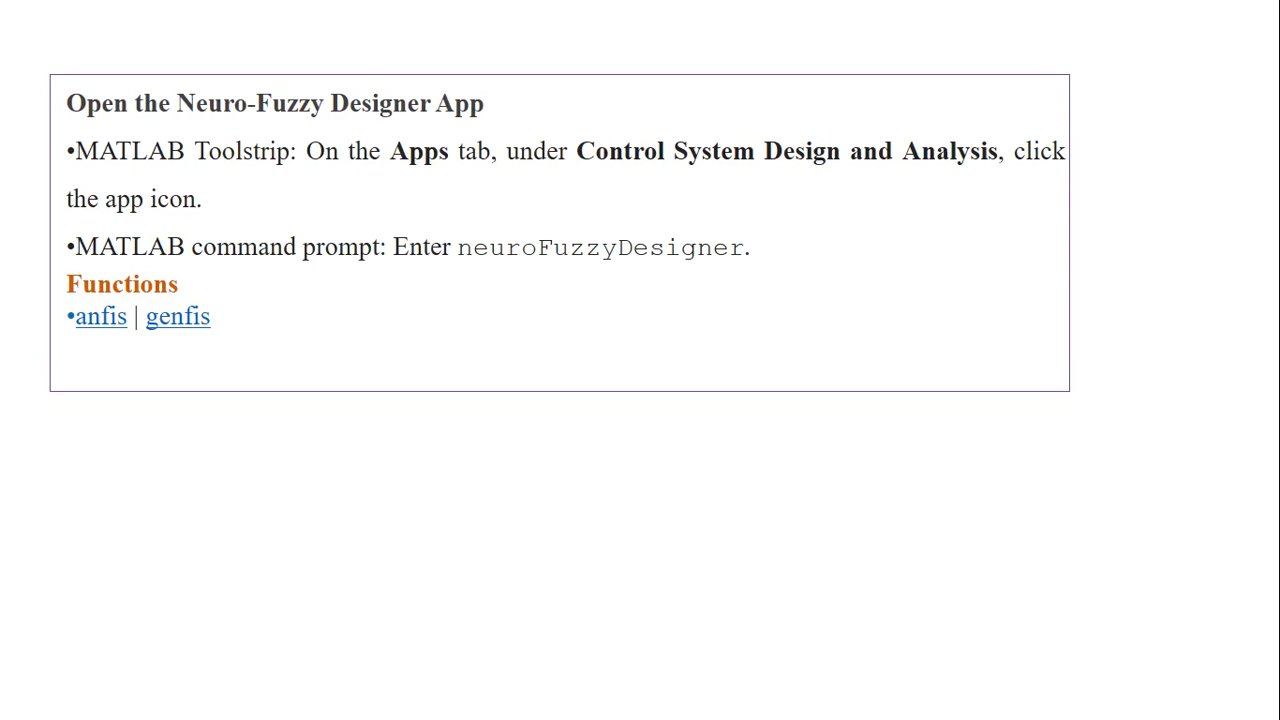 Open the Neuro-Fuzzy Designer App
•MATLAB Toolstrip: On the Apps tab, under Control System Design and Analysis, click
the app icon.
•MATLAB command prompt: Enter neuroFuzzyDesigner.
Functions
•anfis | genfis